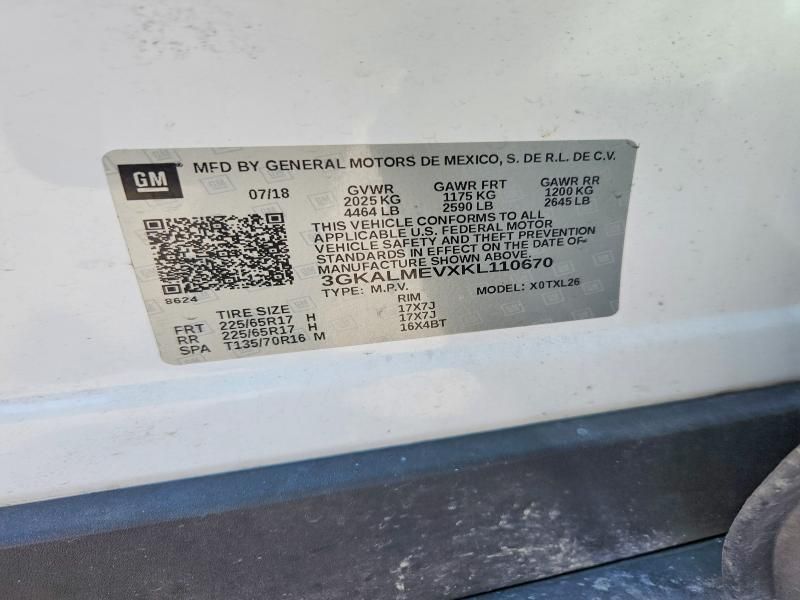 GM MFD BY GENERAL MOTORS DE MEXICO, S. DE R.L. DE C.V.
07/18 GVWR GAWR FRT GAWR RR
2025 KG 1175 KG 1200 KG
4464 LB 2590 LB 2645 LB
THIS VEHICLE CONFORMS TO ALL
APPLICABLE U.S. FEDERAL MOTOR
VEHICLE SAFETY AND THEFT PREVENTION
STANDARDS IN EFFECT ON THE DATE OF
MANUFACTURE SHOWN ABOVE.
8624 3GKALMEVXKL110670
TYPE: M.P.V. MODEL: X0TXL26
TIRE SIZE RIM
FRT 225/65R17 H 17X7J
RR 225/65R17 H 17X7J
SPA T135/70R16 M 16X4BT